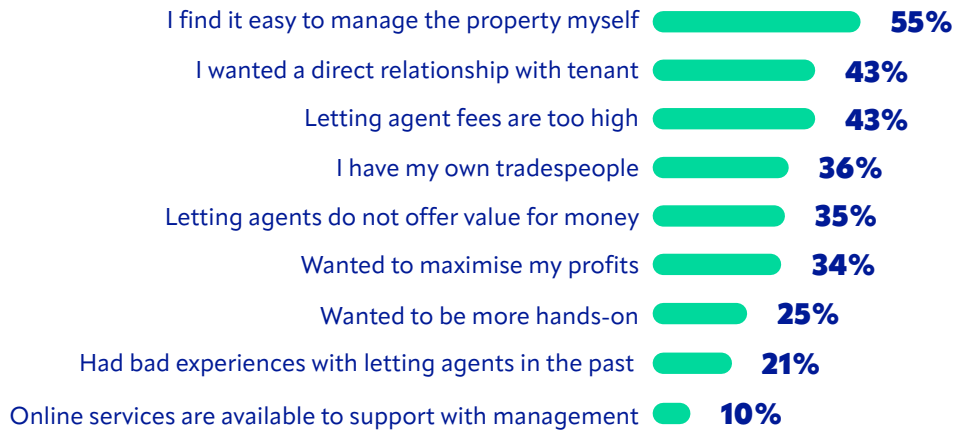 I find it easy to manage the property myself 55%
I wanted a direct relationship with tenant 43%
Letting agent fees are too high 43%
I have my own tradespeople 36%
Letting agents do not offer value for money 35%
Wanted to maximise my profits 34%
Wanted to be more hands-on 25%
Had bad experiences with letting agents in the past 21%
Online services are available to support with management 10%